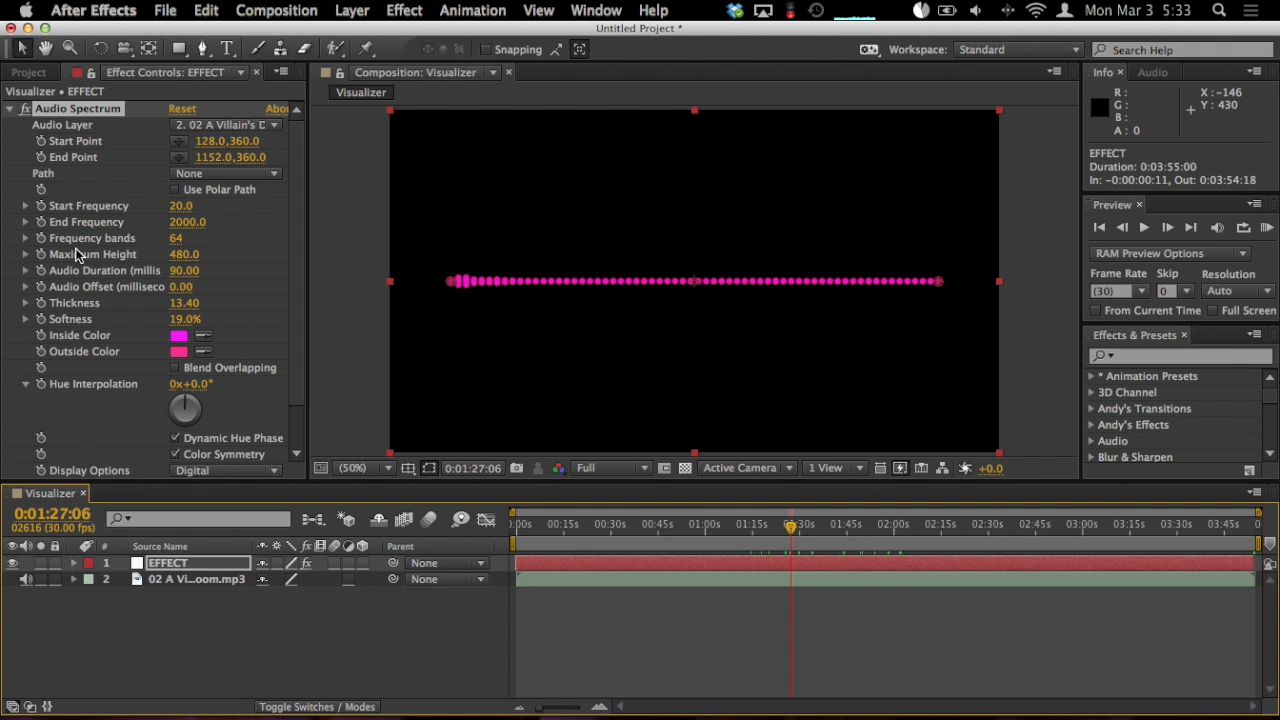 After Effects File Edit Composition Layer Effect Animation View Window Help Mon Mar 3 5:33
Untitled Project *
Snapping Workspace: Standard Search Help
Project Effect Controls: EFFECT Composition: Visualizer Info Audio
Visualizer • EFFECT Visualizer
fx Audio Spectrum Reset Abou
Audio Layer 2. 02 A Villain's D
Start Point 128.0,360.0
End Point 1152.0,360.0
Path None
Use Polar Path
Start Frequency 20.0
End Frequency 2000.0
Frequency bands 64
Maximum Height 480.0
Audio Duration (millis 90.00
Audio Offset (milliseco 0.00
Thickness 13.40
Softness 19.0%
Inside Color
Outside Color
Blend Overlapping
Hue Interpolation 0x+0.0°
Dynamic Hue Phase
Color Symmetry
Display Options Digital
(50%) 0:01:27:06 Full Active Camera 1 View +0.0
R : X : -146
G : Y : 430
B :
A : 0
EFFECT
Duration: 0:03:55:00
In: -0:00:00:11, Out: 0:03:54:18
Preview
RAM Preview Options
Frame Rate Skip Resolution
(30) 0 Auto
From Current Time Full Screen
Effects & Presets
* Animation Presets
3D Channel
Andy's Transitions
Andy's Effects
Audio
Blur & Sharpen
Visualizer
0:01:27:06
02616 (30.00 fps)
:00s 00:15s 00:30s 00:45s 01:00s 01:15s 01:45s 02:00s 02:15s 02:30s 02:45s 03:00s 03:15s 03:30s 03:45s 0
# Source Name fx Parent
1 EFFECT fx None
2 02 A Vi...oom.mp3 None
Toggle Switches / Modes